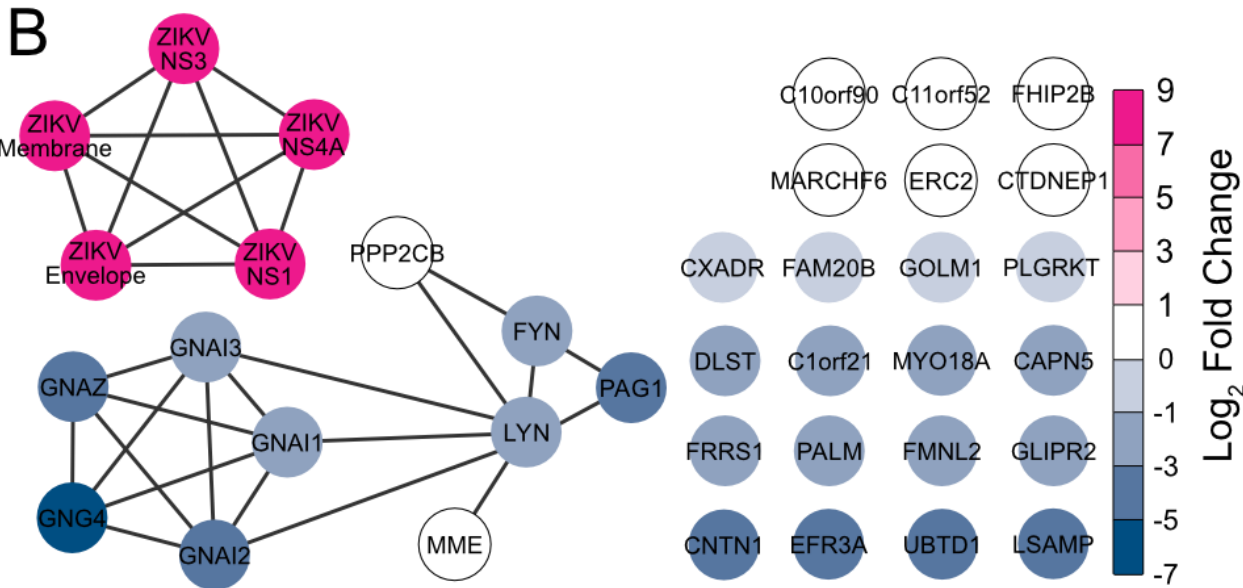 B
ZIKV
NS3
ZIKV
Membrane
ZIKV
NS4A
ZIKV
Envelope
ZIKV
NS1
PPP2CB
FYN
PAG1
LYN
MME
GNAI3
GNAZ
GNAI1
GNG4
GNAI2
C10orf90 C11orf52 FHIP2B
MARCHF6 ERC2 CTDNEP1
CXADR FAM20B GOLM1 PLGRKT
DLST C1orf21 MYO18A CAPN5
FRRS1 PALM FMNL2 GLIPR2
CNTN1 EFR3A UBTD1 LSAMP
9
7
5
3
1
0
-1
-3
-5
-7
Log₂ Fold Change